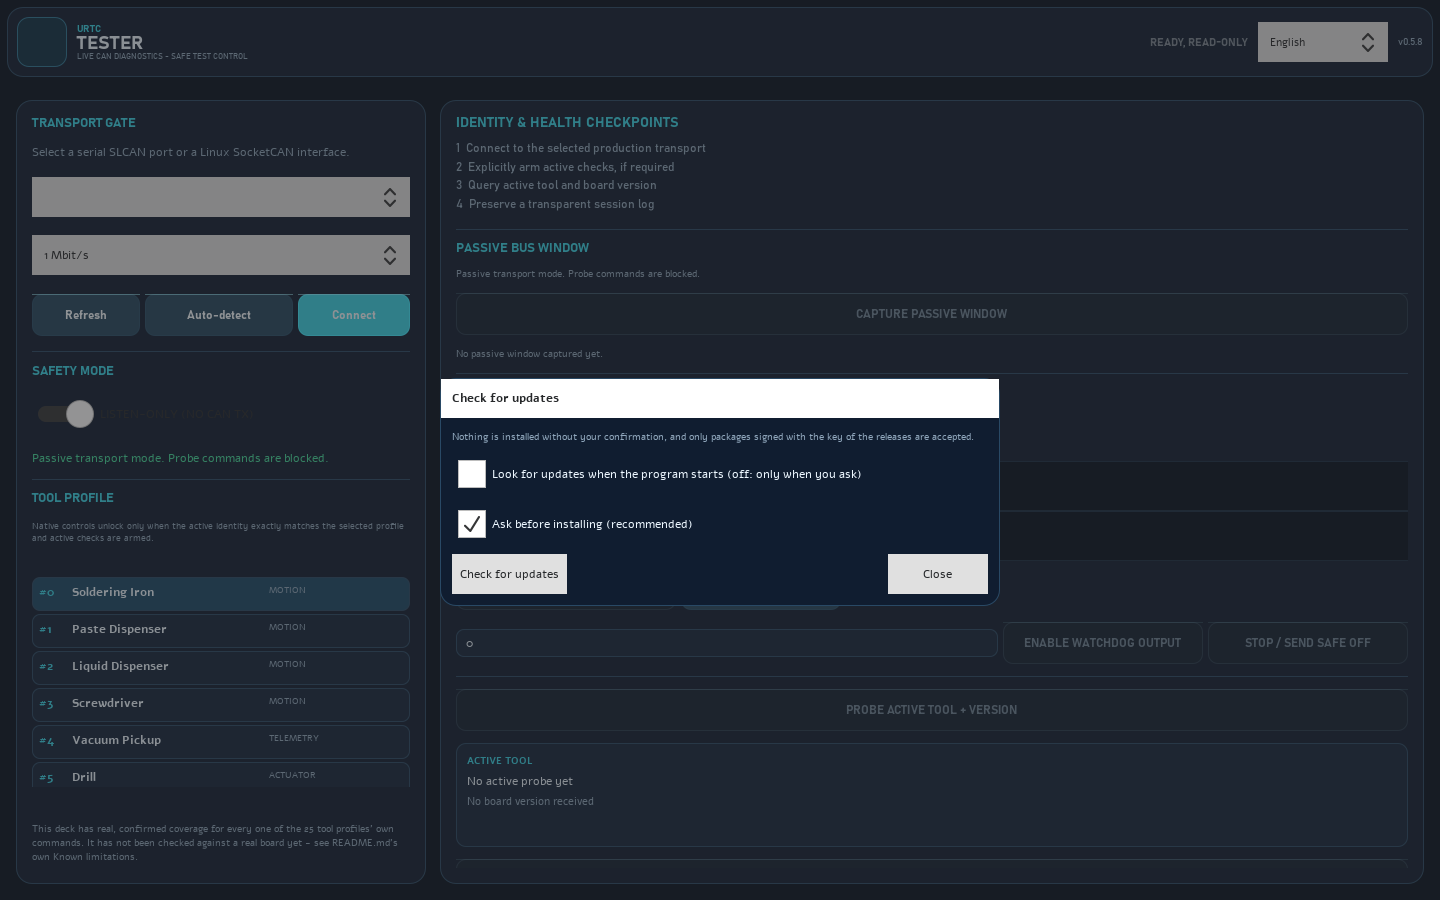 URTC
TESTER
LIVE CAN DIAGNOSTICS - SAFE TEST CONTROL
READY, READ-ONLY
English
v0.5.8
TRANSPORT GATE
Select a serial SLCAN port or a Linux SocketCAN interface.
1 Mbit/s
Refresh
Auto-detect
Connect
SAFETY MODE
LISTEN-ONLY (NO CAN TX)
Passive transport mode. Probe commands are blocked.
TOOL PROFILE
Native controls unlock only when the active identity exactly matches the selected profile
and active checks are armed.
#0 Soldering Iron MOTION
#1 Paste Dispenser MOTION
#2 Liquid Dispenser MOTION
#3 Screwdriver MOTION
#4 Vacuum Pickup TELEMETRY
#5 Drill ACTUATOR
This deck has real, confirmed coverage for every one of the 25 tool profiles' own
commands. It has not been checked against a real board yet - see README.md's
own Known limitations.
IDENTITY & HEALTH CHECKPOINTS
1 Connect to the selected production transport
2 Explicitly arm active checks, if required
3 Query active tool and board version
4 Preserve a transparent session log
PASSIVE BUS WINDOW
Passive transport mode. Probe commands are blocked.
CAPTURE PASSIVE WINDOW
No passive window captured yet.
Check for updates
Nothing is installed without your confirmation, and only packages signed with the key of the releases are accepted.
Look for updates when the program starts (off: only when you ask)
Ask before installing (recommended)
Check for updates
Close
0
ENABLE WATCHDOG OUTPUT
STOP / SEND SAFE OFF
PROBE ACTIVE TOOL + VERSION
ACTIVE TOOL
No active probe yet
No board version received